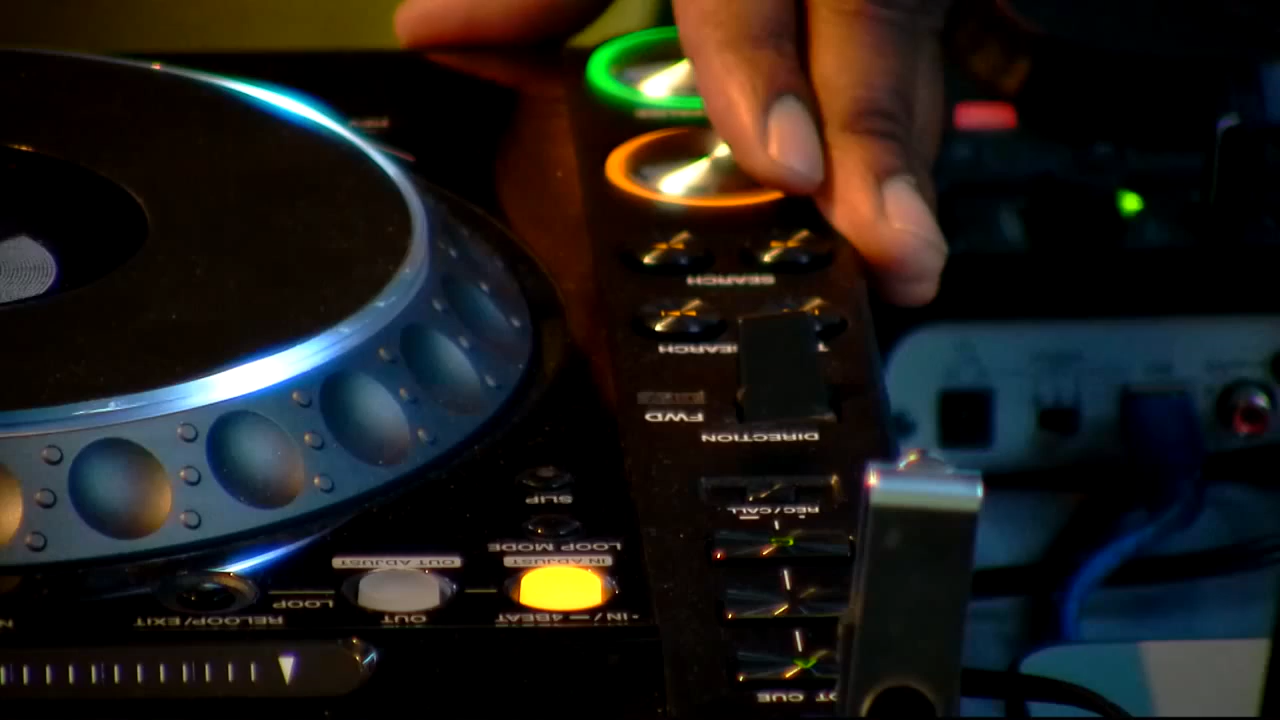 SEARCH
SEARCH
FWD
DIRECTION
SLIP
REC/CALL
LOOP MODE
OUT ADJUST
IN ADJUST
LOOP
RELOOP/EXIT
OUT
IN / 4BEAT
CUE